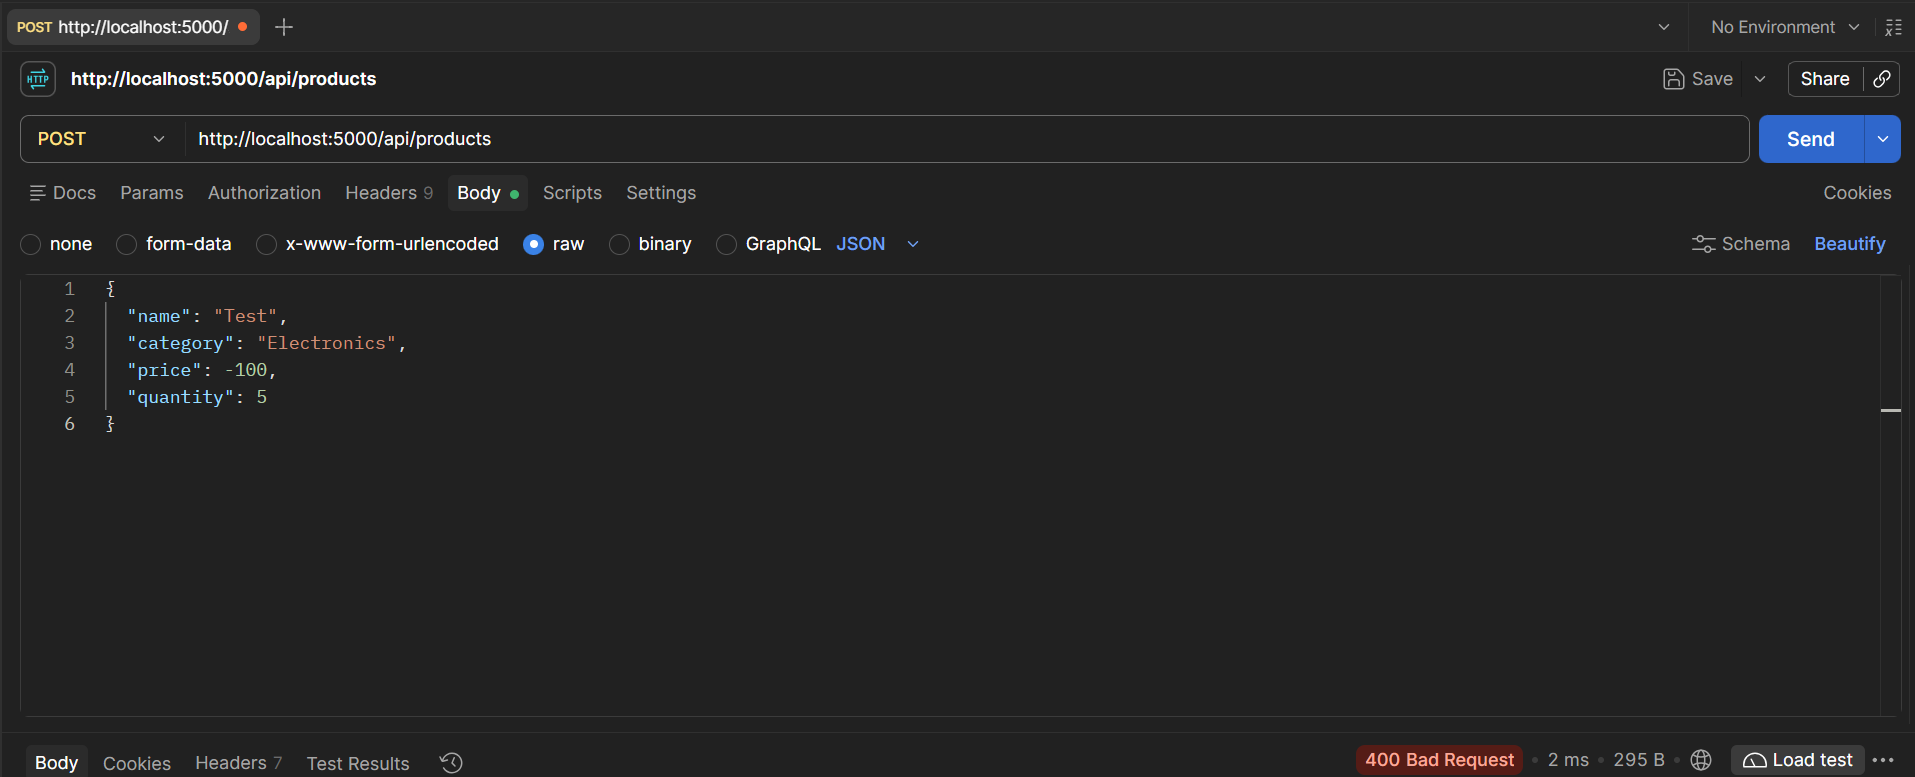 POST http://localhost:5000/
No Environment
HTTP http://localhost:5000/api/products
Save
Share
POST http://localhost:5000/api/products
Send
Docs Params Authorization Headers 9 Body Scripts Settings Cookies
none form-data x-www-form-urlencoded raw binary GraphQL JSON Schema Beautify
1 {
2 "name": "Test",
3 "category": "Electronics",
4 "price": -100,
5 "quantity": 5
6 }
Body Cookies Headers 7 Test Results 400 Bad Request • 2 ms • 295 B • Load test